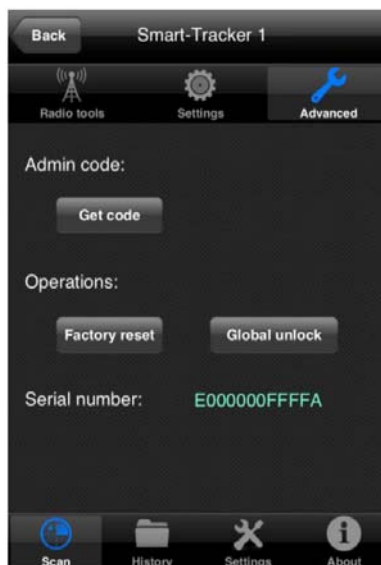 Back Smart-Tracker 1
Radio tools Settings Advanced
Admin code:
Get code
Operations:
Factory reset Global unlock
Serial number: E000000FFFFA
Scan History Settings About